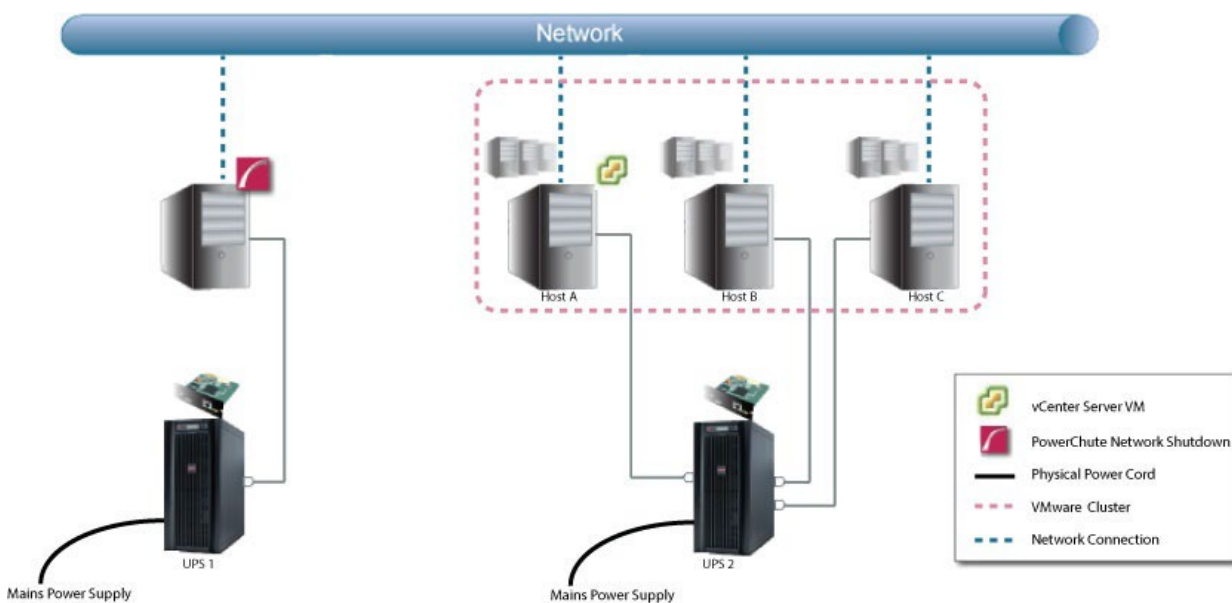 Network
Host A
Host B
Host C
vCenter Server VM
PowerChute Network Shutdown
Physical Power Cord
VMware Cluster
Network Connection
UPS 1
UPS 2
Mains Power Supply
Mains Power Supply